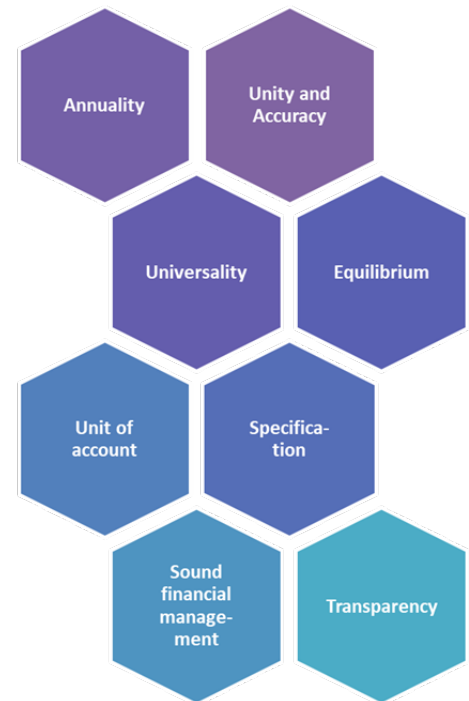 Annuality
Unity and
Accuracy
Universality
Equilibrium
Unit of
account
Specifica-
tion
Sound
financial
manage-
ment
Transparency